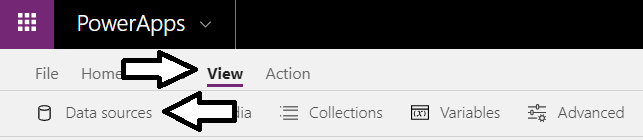 PowerApps
File Home View Action
Data sources Collections Variables Advanced